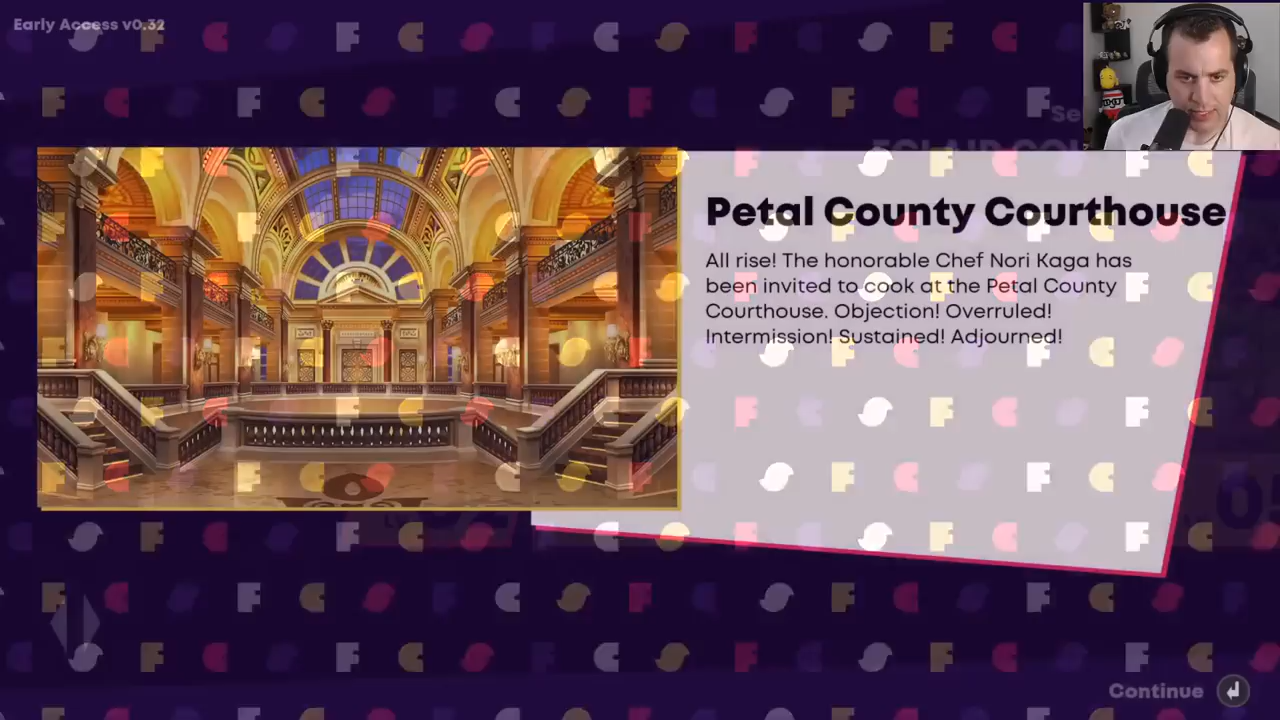 Early Access v0.32
Se
Petal County Courthouse
All rise! The honorable Chef Nori Kaga has
been invited to cook at the Petal County
Courthouse. Objection! Overruled!
Intermission! Sustained! Adjourned!
Continue